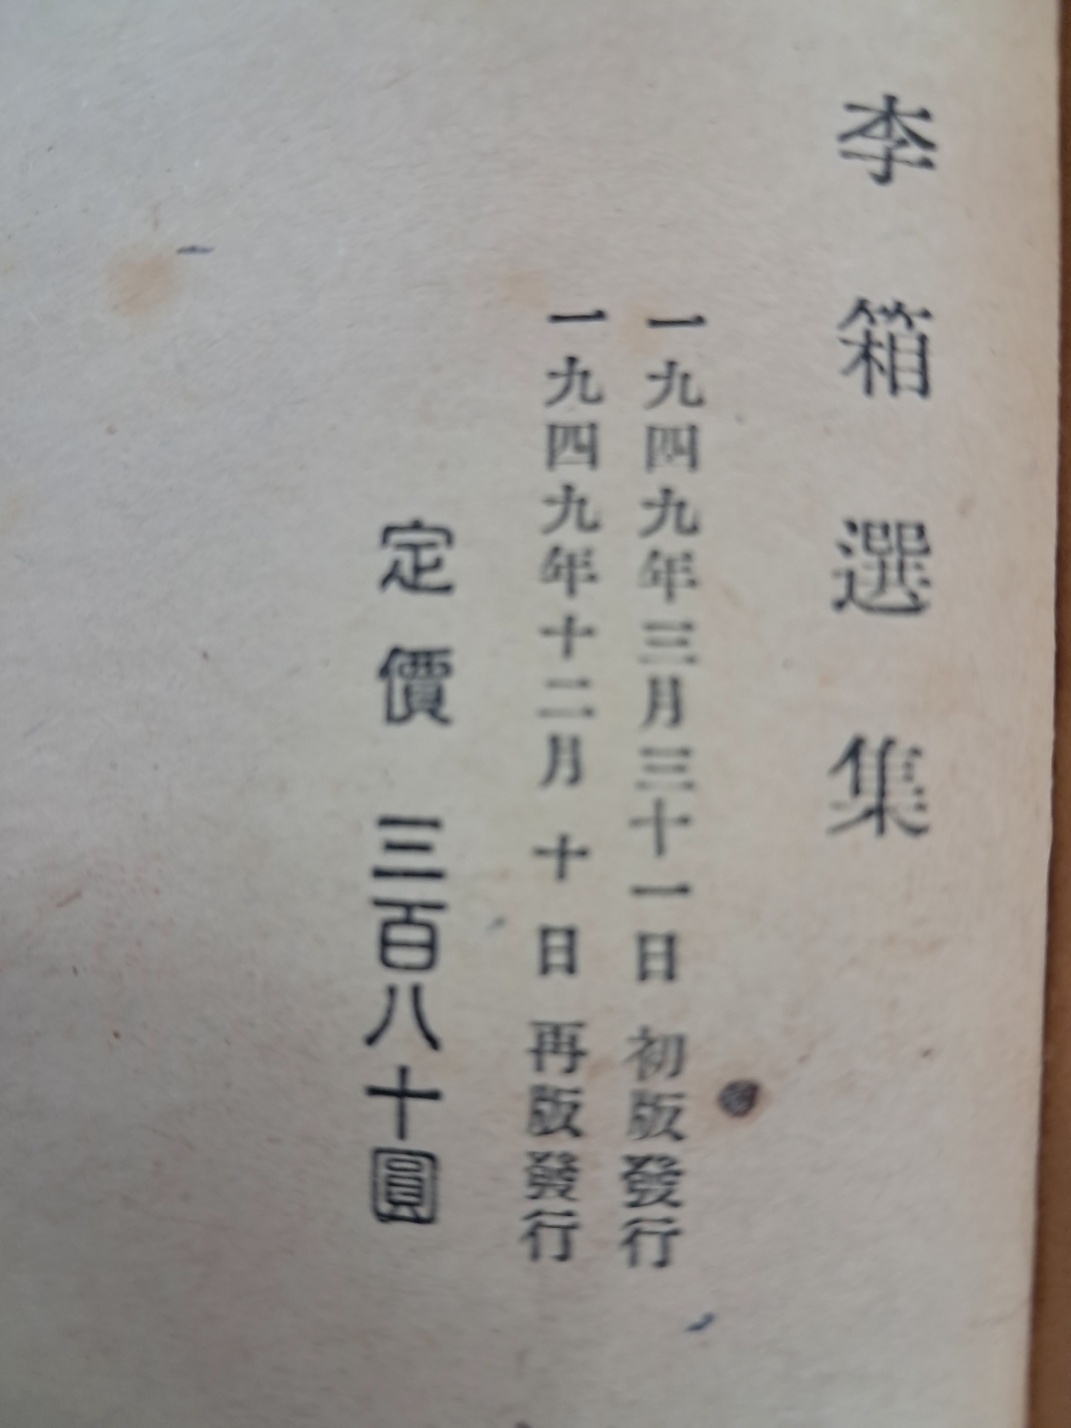 李箱選集
一九四九年三月三十一日 初版發行
一九四九年十二月 十 日 再版發行
定價 三百八十圓